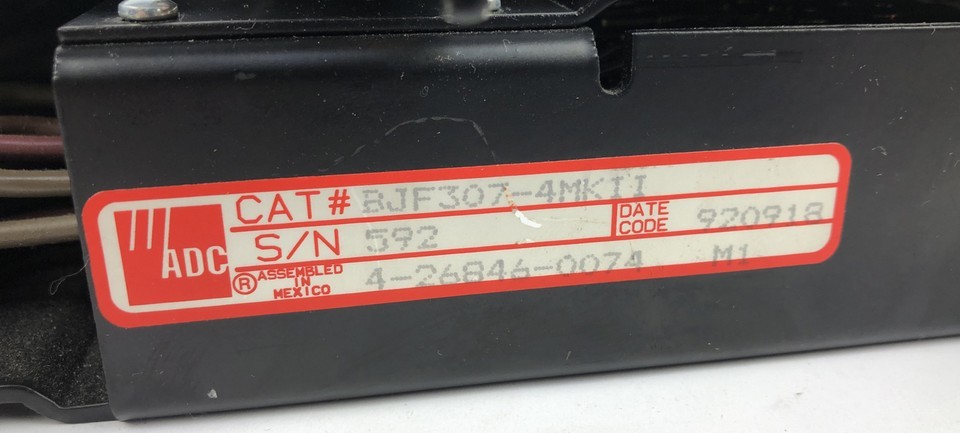 ADC
CAT# BJF307-4MKII
S/N 592
DATE CODE 920918
® ASSEMBLED IN MEXICO
4-26846-0074 M1